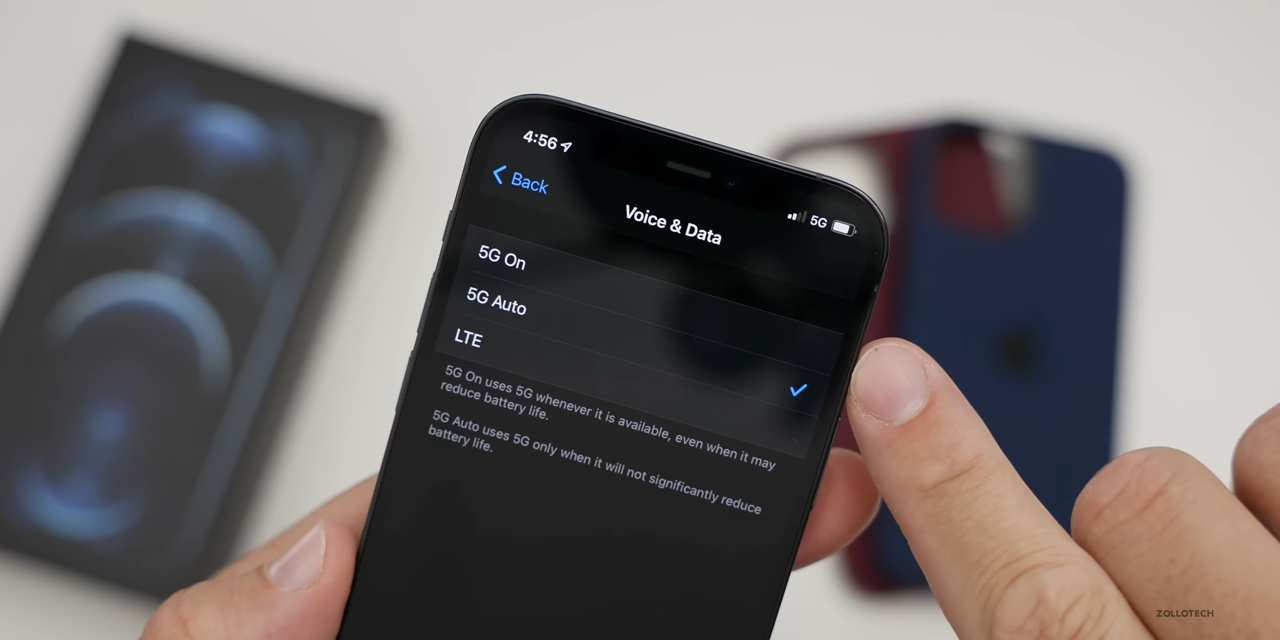 4:56
5G
Back
Voice & Data
5G On
5G Auto
LTE
5G On uses 5G whenever it is available, even when it may
reduce battery life.
5G Auto uses 5G only when it will not significantly reduce
battery life.
ZOLLOTECH